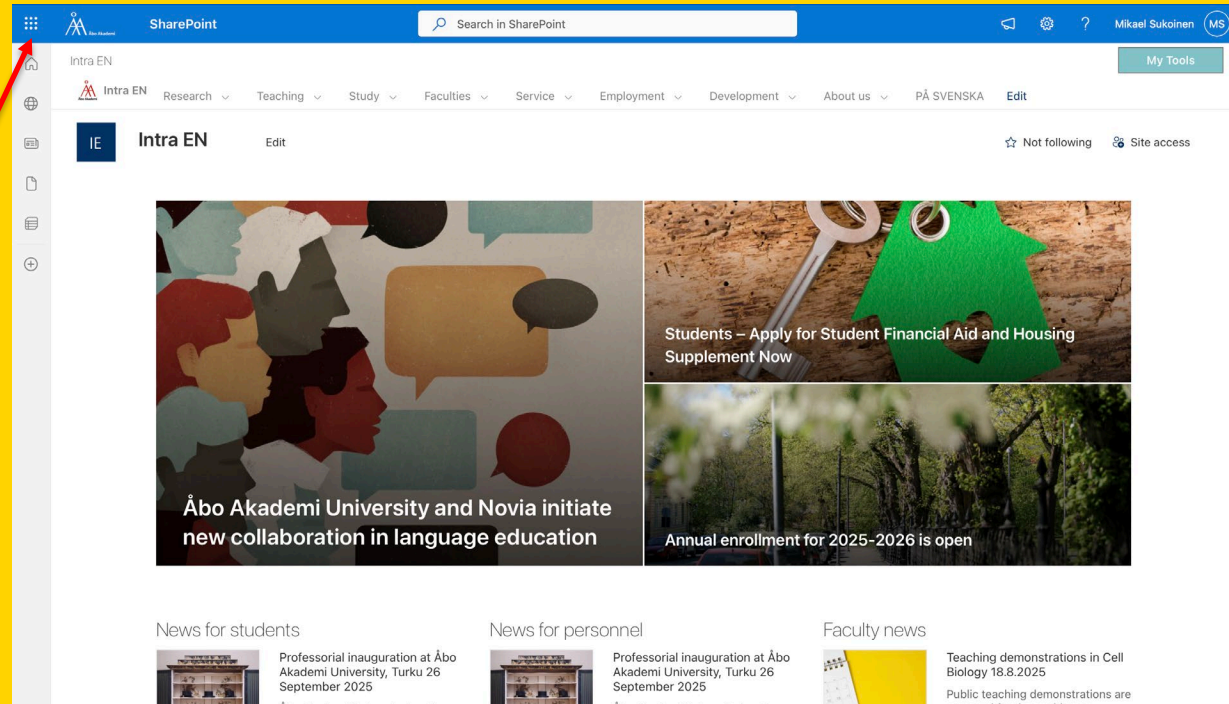 Åbo Akademi
SharePoint
Search in SharePoint
?
Mikael Sukoinen
MS
Intra EN
My Tools
Intra EN
Research
Teaching
Study
Faculties
Service
Employment
Development
About us
PÅ SVENSKA
Edit
IE
Intra EN
Edit
Not following
Site access
Åbo Akademi University and Novia initiate
new collaboration in language education
Students – Apply for Student Financial Aid and Housing
Supplement Now
Annual enrollment for 2025-2026 is open
News for students
Professorial inauguration at Åbo
Akademi University, Turku 26
September 2025
News for personnel
Professorial inauguration at Åbo
Akademi University, Turku 26
September 2025
Faculty news
Teaching demonstrations in Cell
Biology 18.8.2025
Public teaching demonstrations are